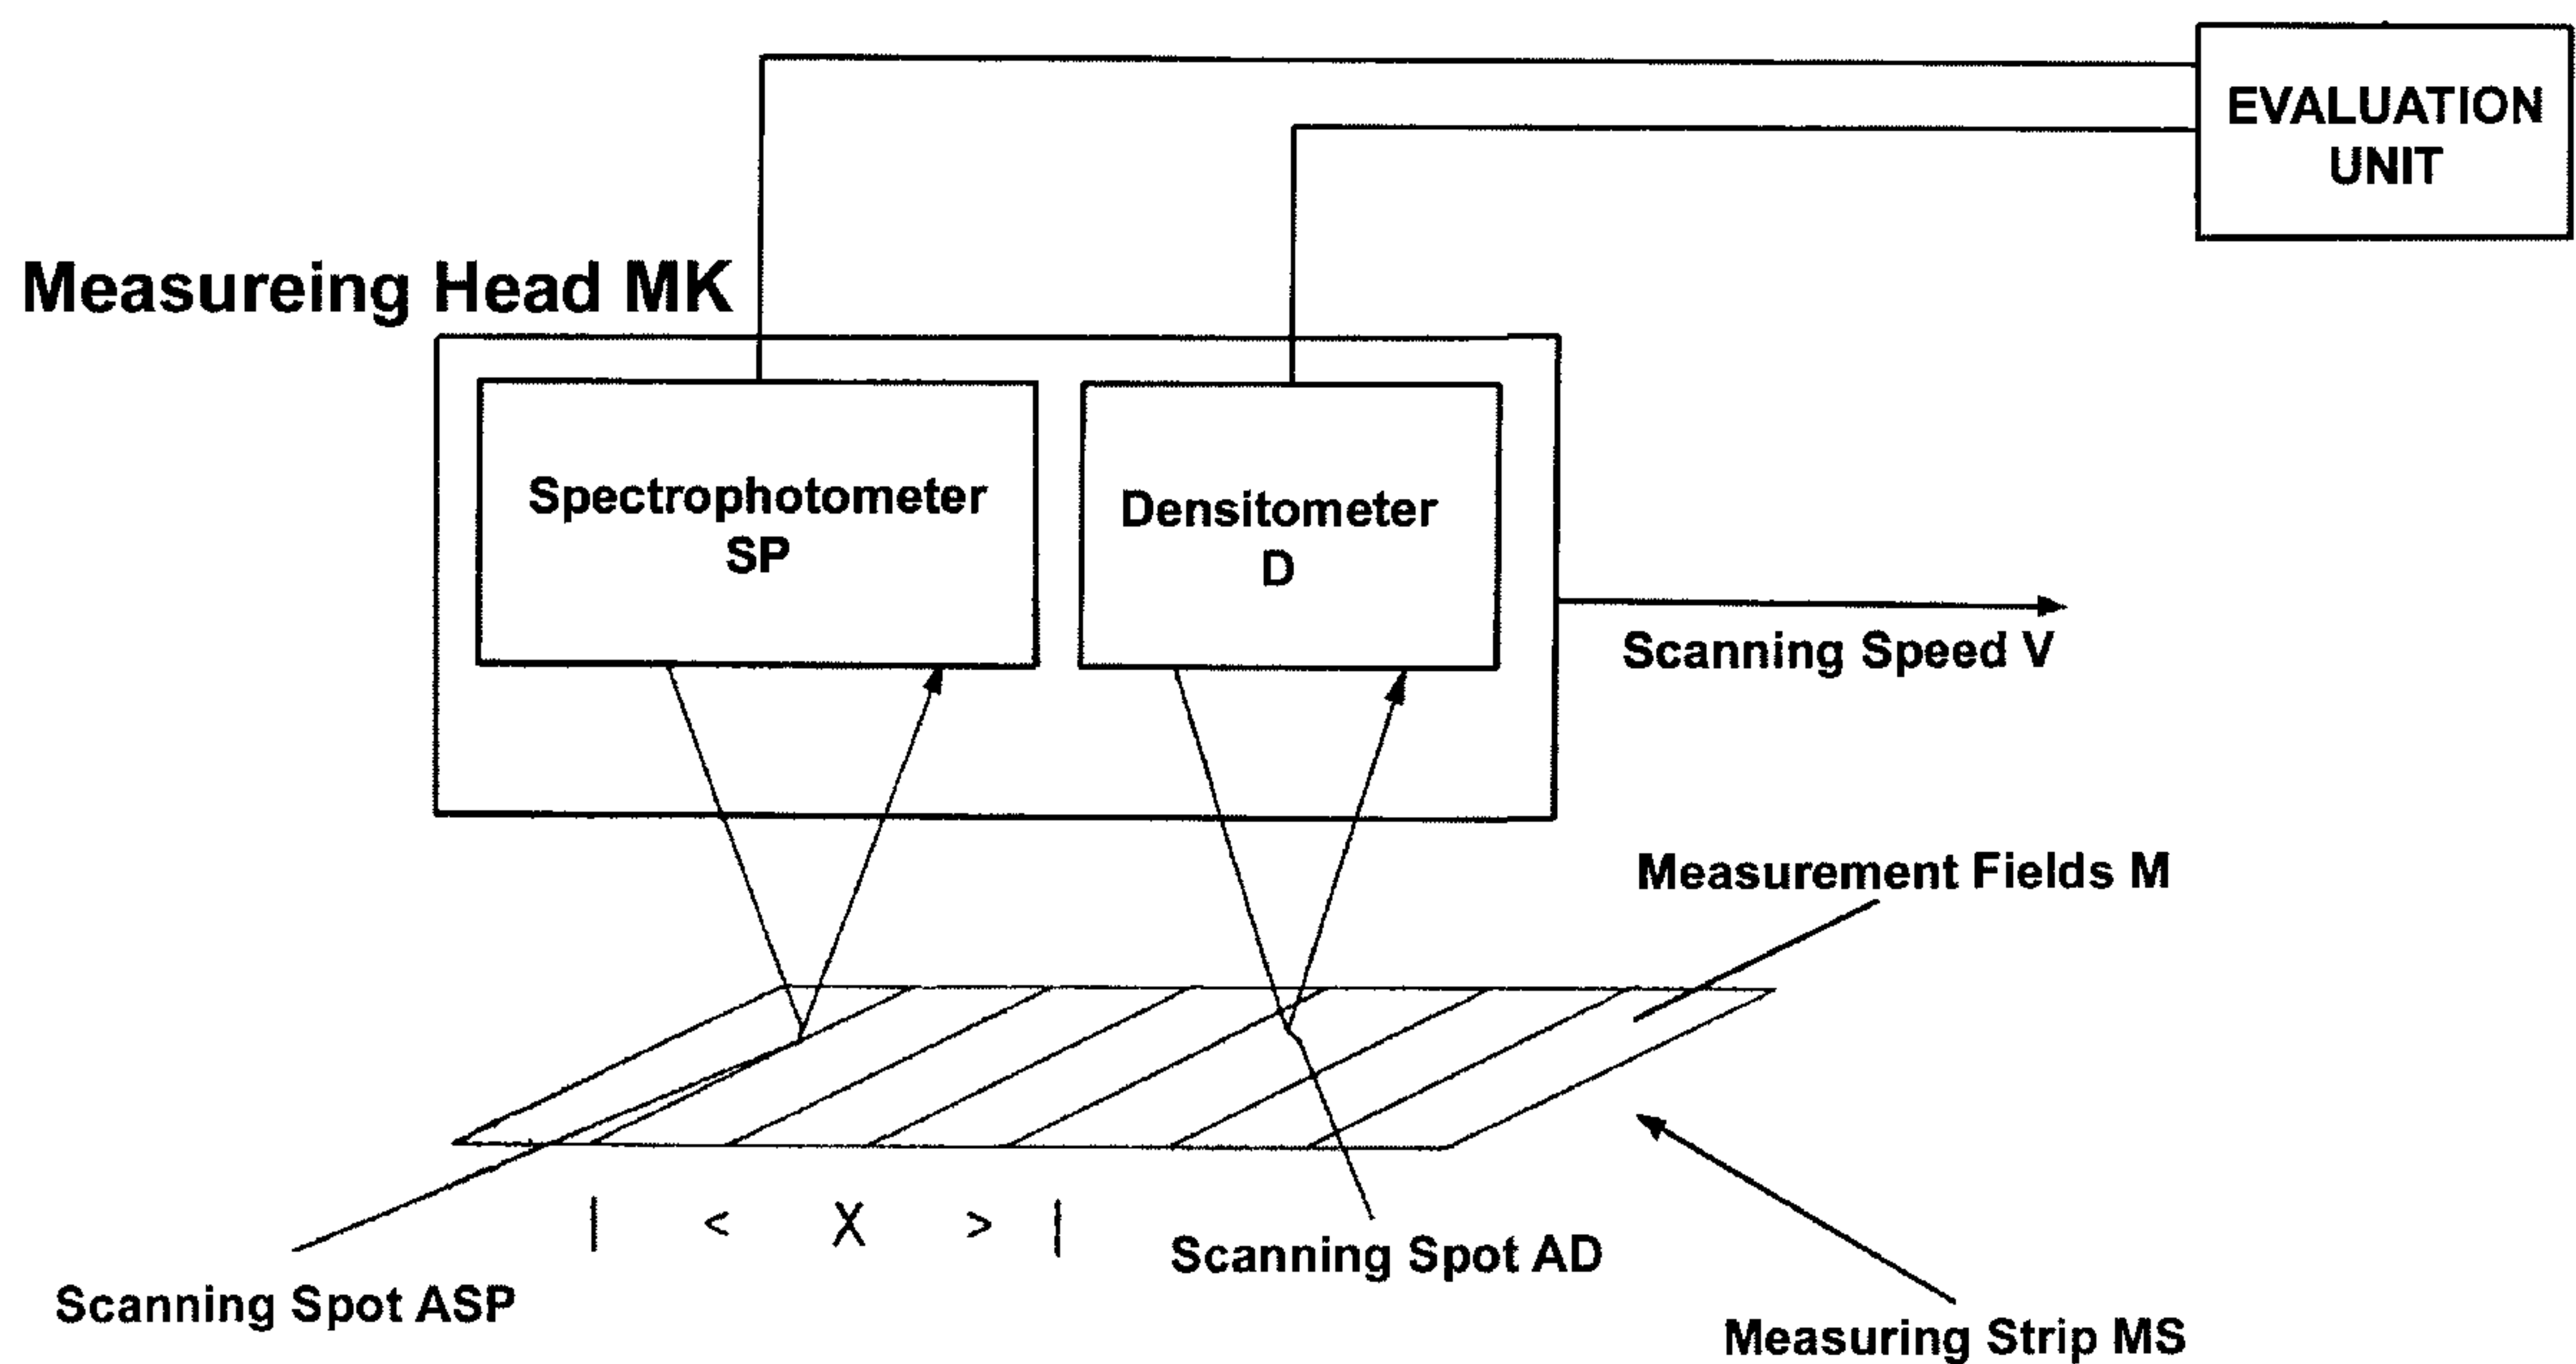 EVALUATION
UNIT
Measureing Head MK
Spectrophotometer
SP
Densitometer
D
Scanning Speed V
Measurement Fields M
| < X > |
Scanning Spot AD
Scanning Spot ASP
Measuring Strip MS